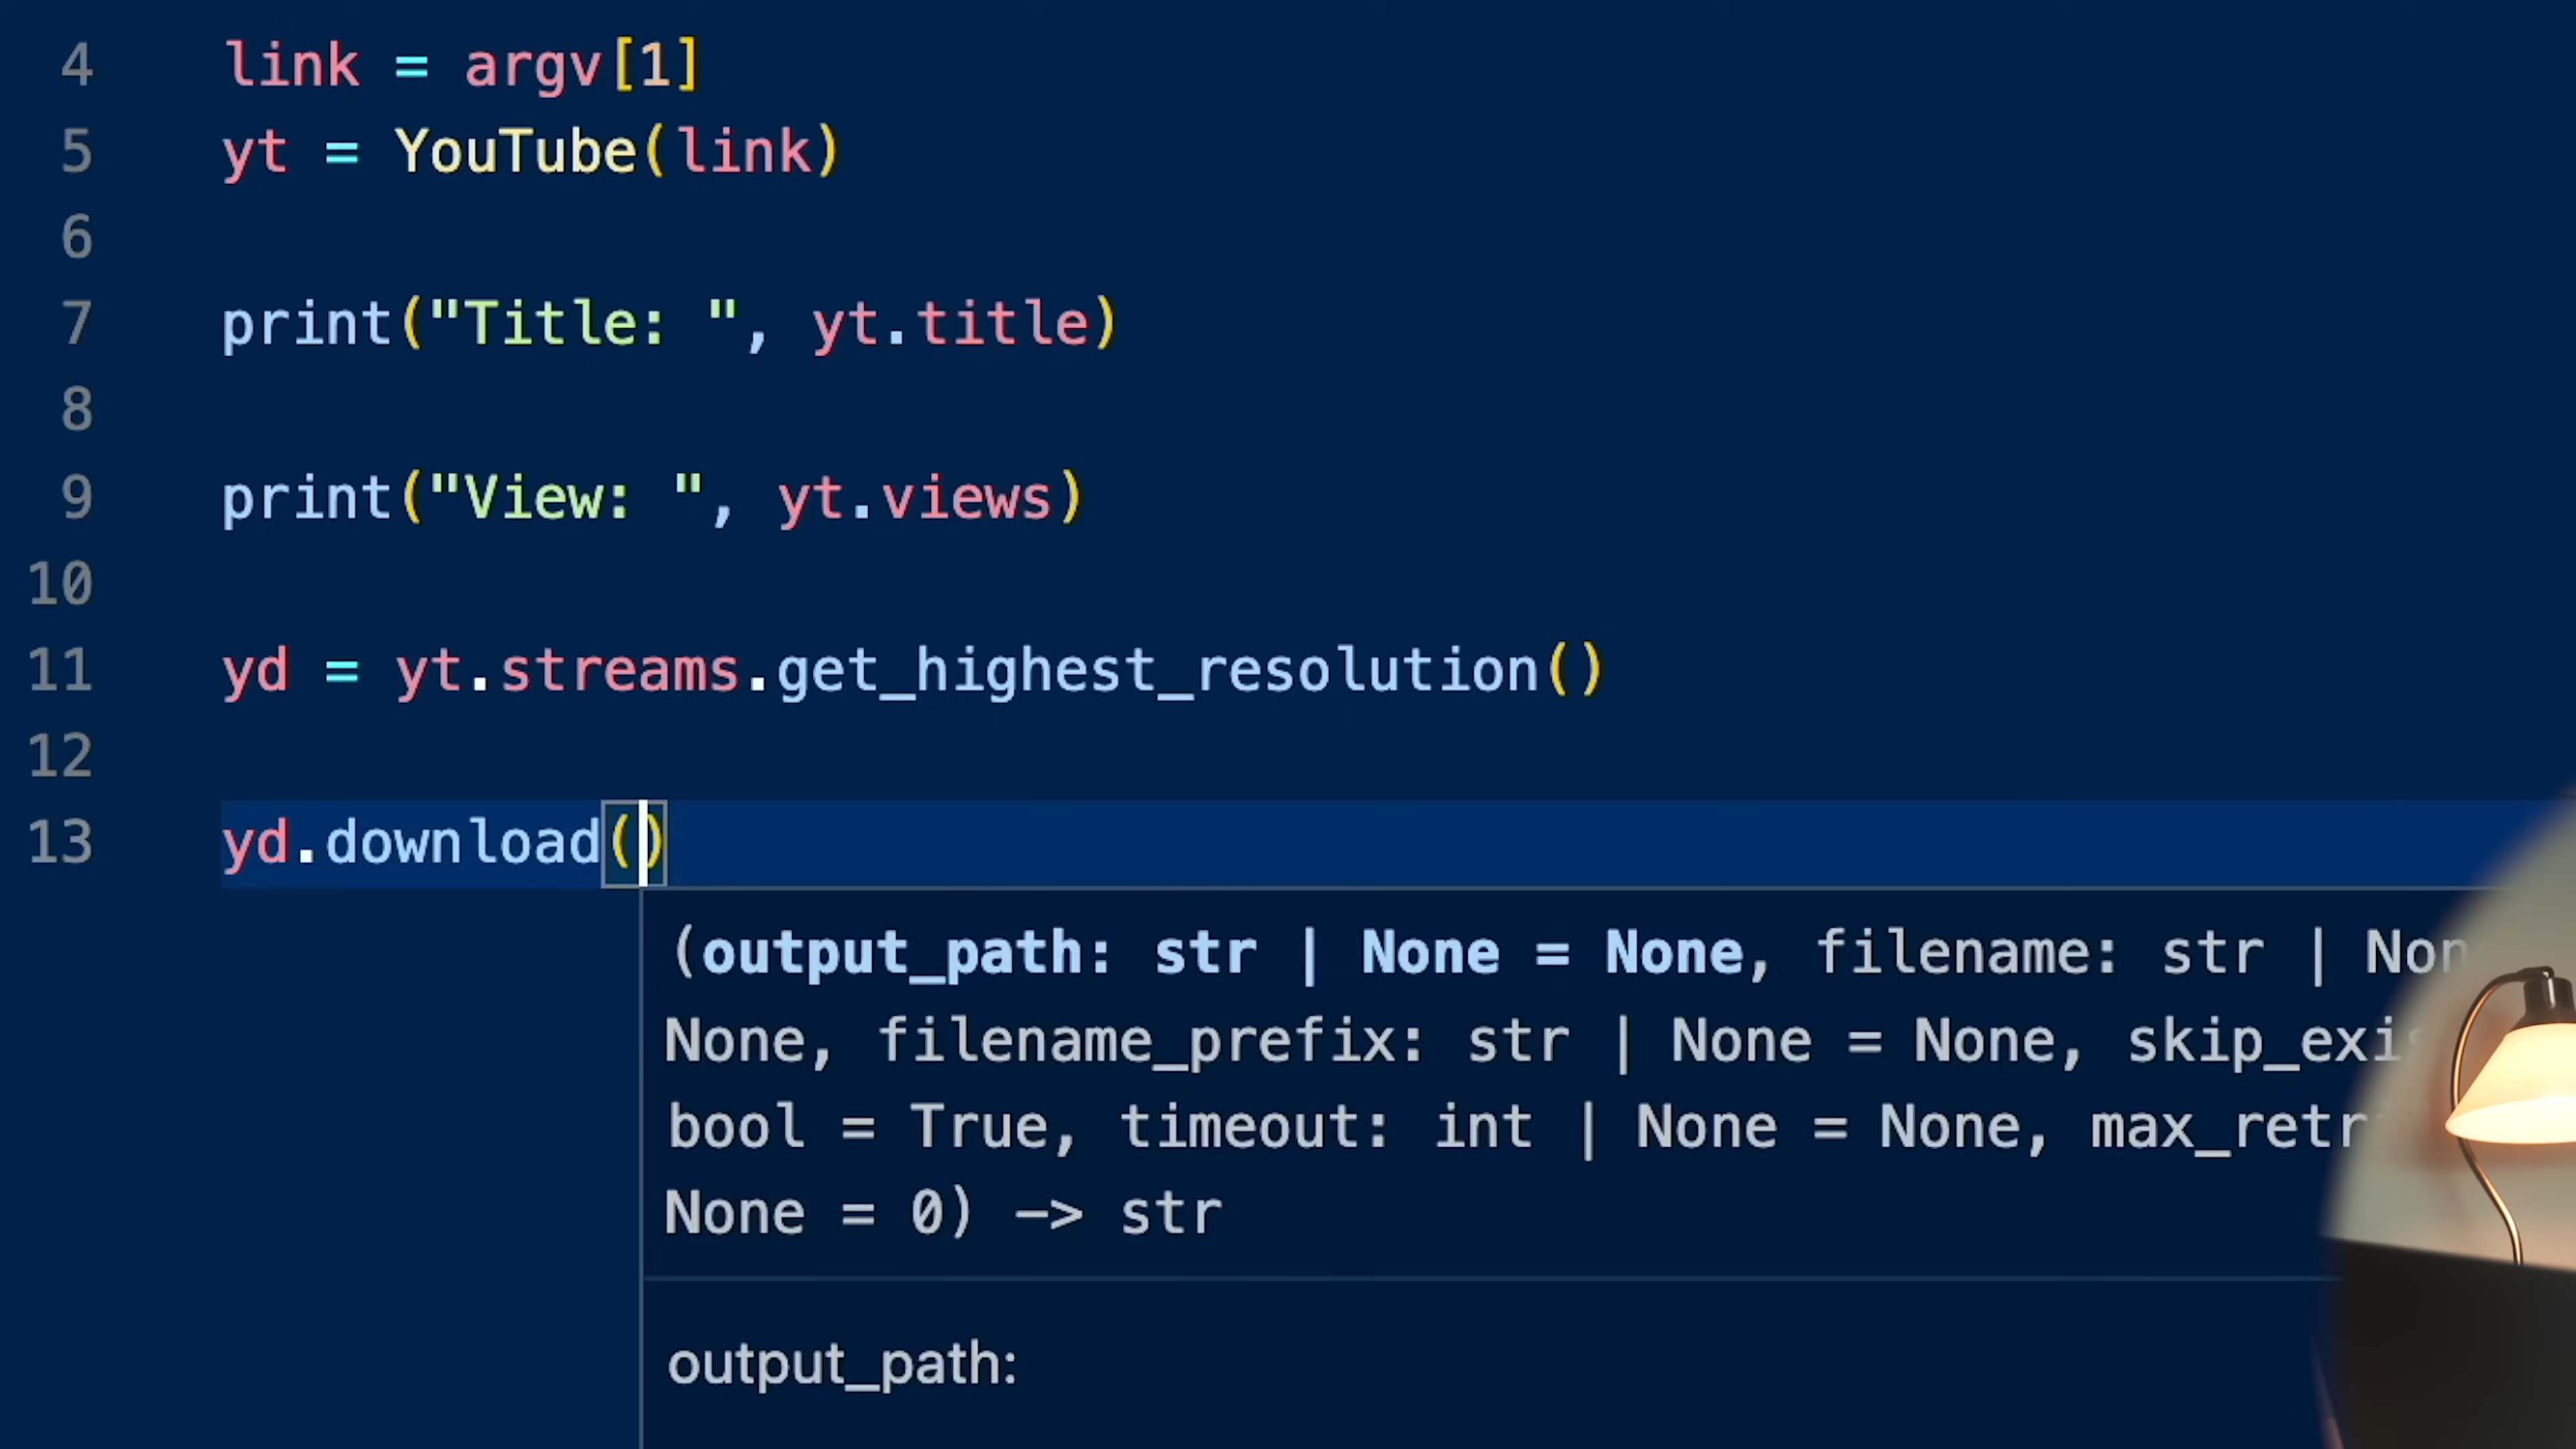 4 link = argv[1]
5 yt = YouTube(link)
6
7 print("Title: ", yt.title)
8
9 print("View: ", yt.views)
10
11 yd = yt.streams.get_highest_resolution()
12
13 yd.download()
(output_path: str | None = None, filename: str | Non
None, filename_prefix: str | None = None, skip_exis
bool = True, timeout: int | None = None, max_retr
None = 0) -> str
output_path: